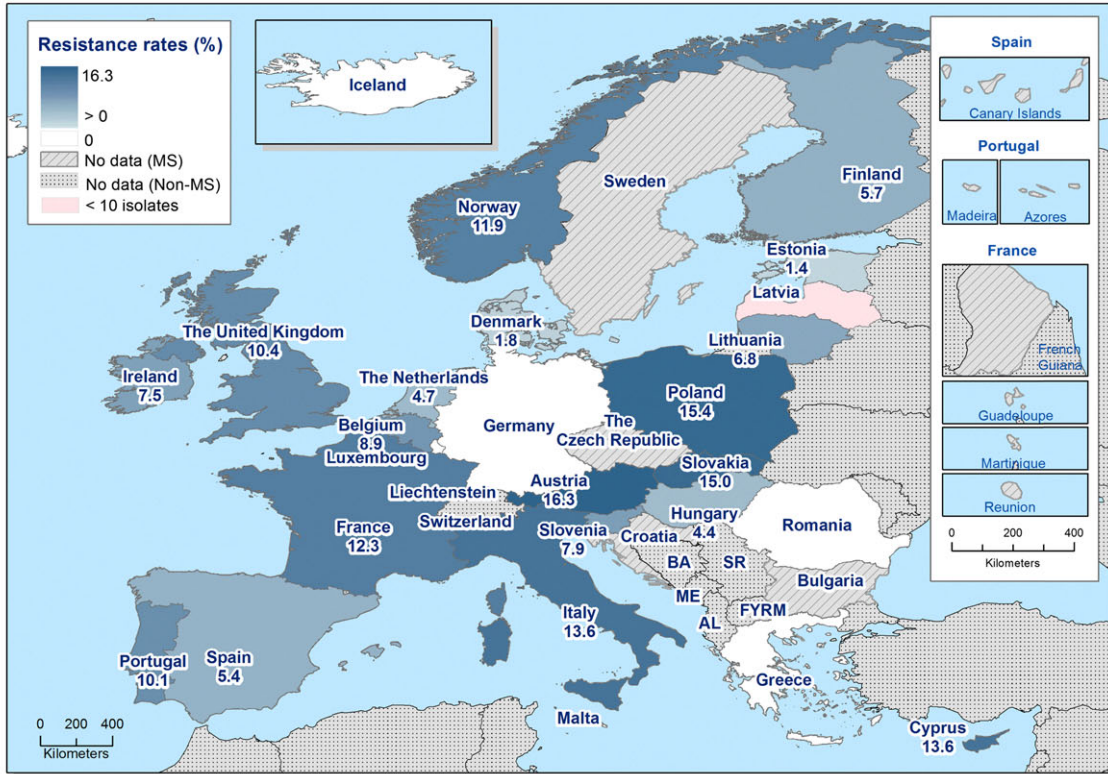 Resistance rates (%)
16.3
> 0
0
No data (MS)
No data (Non-MS)
< 10 isolates
Iceland
Spain
Canary Islands
Portugal
Madeira
Azores
France
French
Guiana
Guadeloupe
Martinique
Reunion
0 200 400
Kilometers
Sweden
Finland
5.7
Norway
11.9
Estonia
1.4
Latvia
Denmark
1.8
Lithuania
6.8
The United Kingdom
10.4
Ireland
7.5
The Netherlands
4.7
Poland
15.4
Belgium
8.9
Luxembourg
Germany
The
Czech Republic
Slovakia
15.0
Austria
16.3
Liechtenstein
Switzerland
France
12.3
Hungary
4.4
Slovenia
7.9
Croatia
Romania
BA
SR
Bulgaria
ME
FYRM
AL
Italy
13.6
Portugal
10.1
Spain
5.4
Greece
Malta
Cyprus
13.6
0 200 400
Kilometers